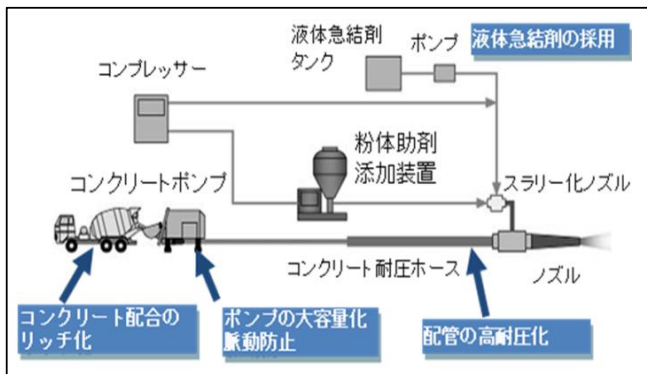 液体急結剤
タンク
ポンプ
液体急結剤の採用
コンプレッサー
粉体助剤
添加装置
コンクリートポンプ
スラリー化ノズル
コンクリート耐圧ホース
ノズル
コンクリート配合の
リッチ化
ポンプの大容量化
脈動防止
配管の高耐圧化